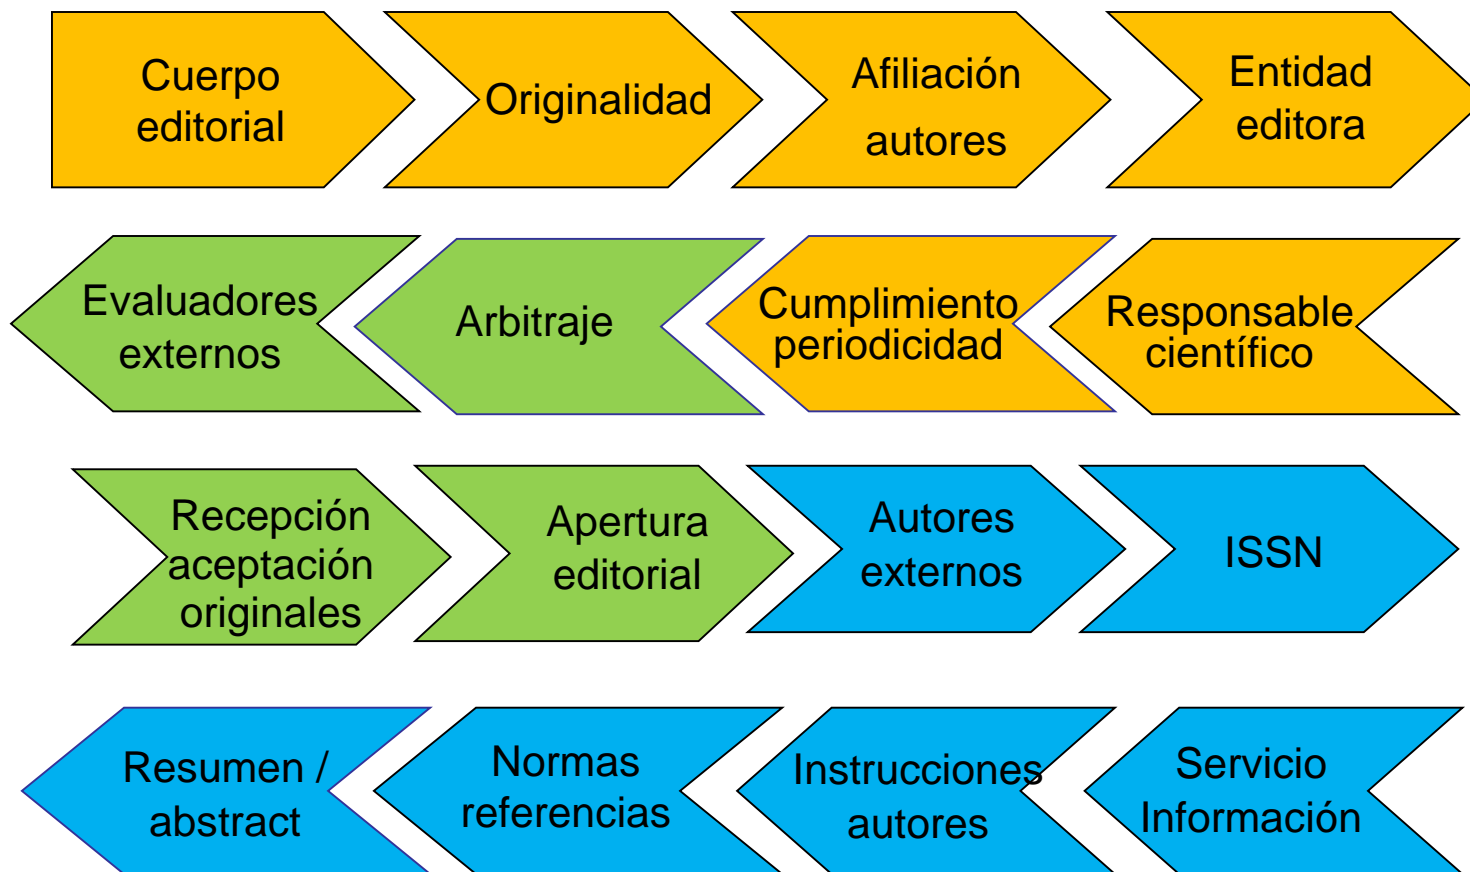 Cuerpo
editorial
Originalidad
Afiliación
autores
Entidad
editora
Evaluadores
externos
Arbitraje
Cumplimiento
periodicidad
Responsable
científico
Recepción
aceptación
originales
Apertura
editorial
Autores
externos
ISSN
Resumen /
abstract
Normas
referencias
Instrucciones
autores
Servicio
Información